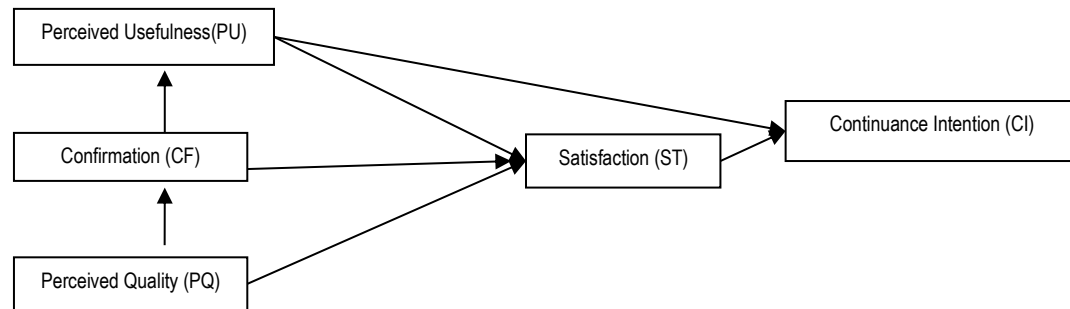 Perceived Usefulness(PU)
Continuance Intention (CI)
Confirmation (CF)
Satisfaction (ST)
Perceived Quality (PQ)